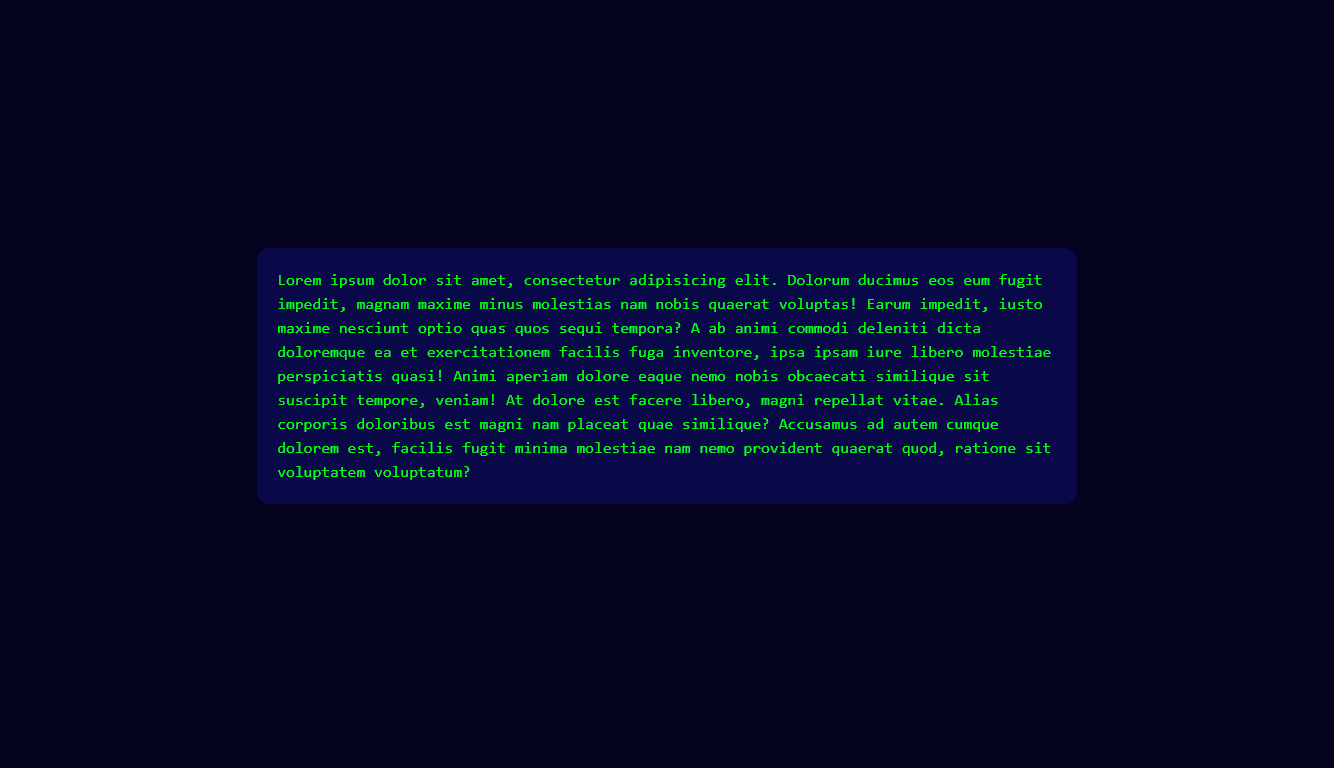 Lorem ipsum dolor sit amet, consectetur adipisicing elit. Dolorum ducimus eos eum fugit
impedit, magnam maxime minus molestias nam nobis quaerat voluptas! Earum impedit, iusto
maxime nesciunt optio quas quos sequi tempora? A ab animi commodi deleniti dicta
doloremque ea et exercitationem facilis fuga inventore, ipsa ipsam iure libero molestiae
perspiciatis quasi! Animi aperiam dolore eaque nemo nobis obcaecati similique sit
suscipit tempore, veniam! At dolore est facere libero, magni repellat vitae. Alias
corporis doloribus est magni nam placeat quae similique? Accusamus ad autem cumque
dolorem est, facilis fugit minima molestiae nam nemo provident quaerat quod, ratione sit
voluptatem voluptatum?